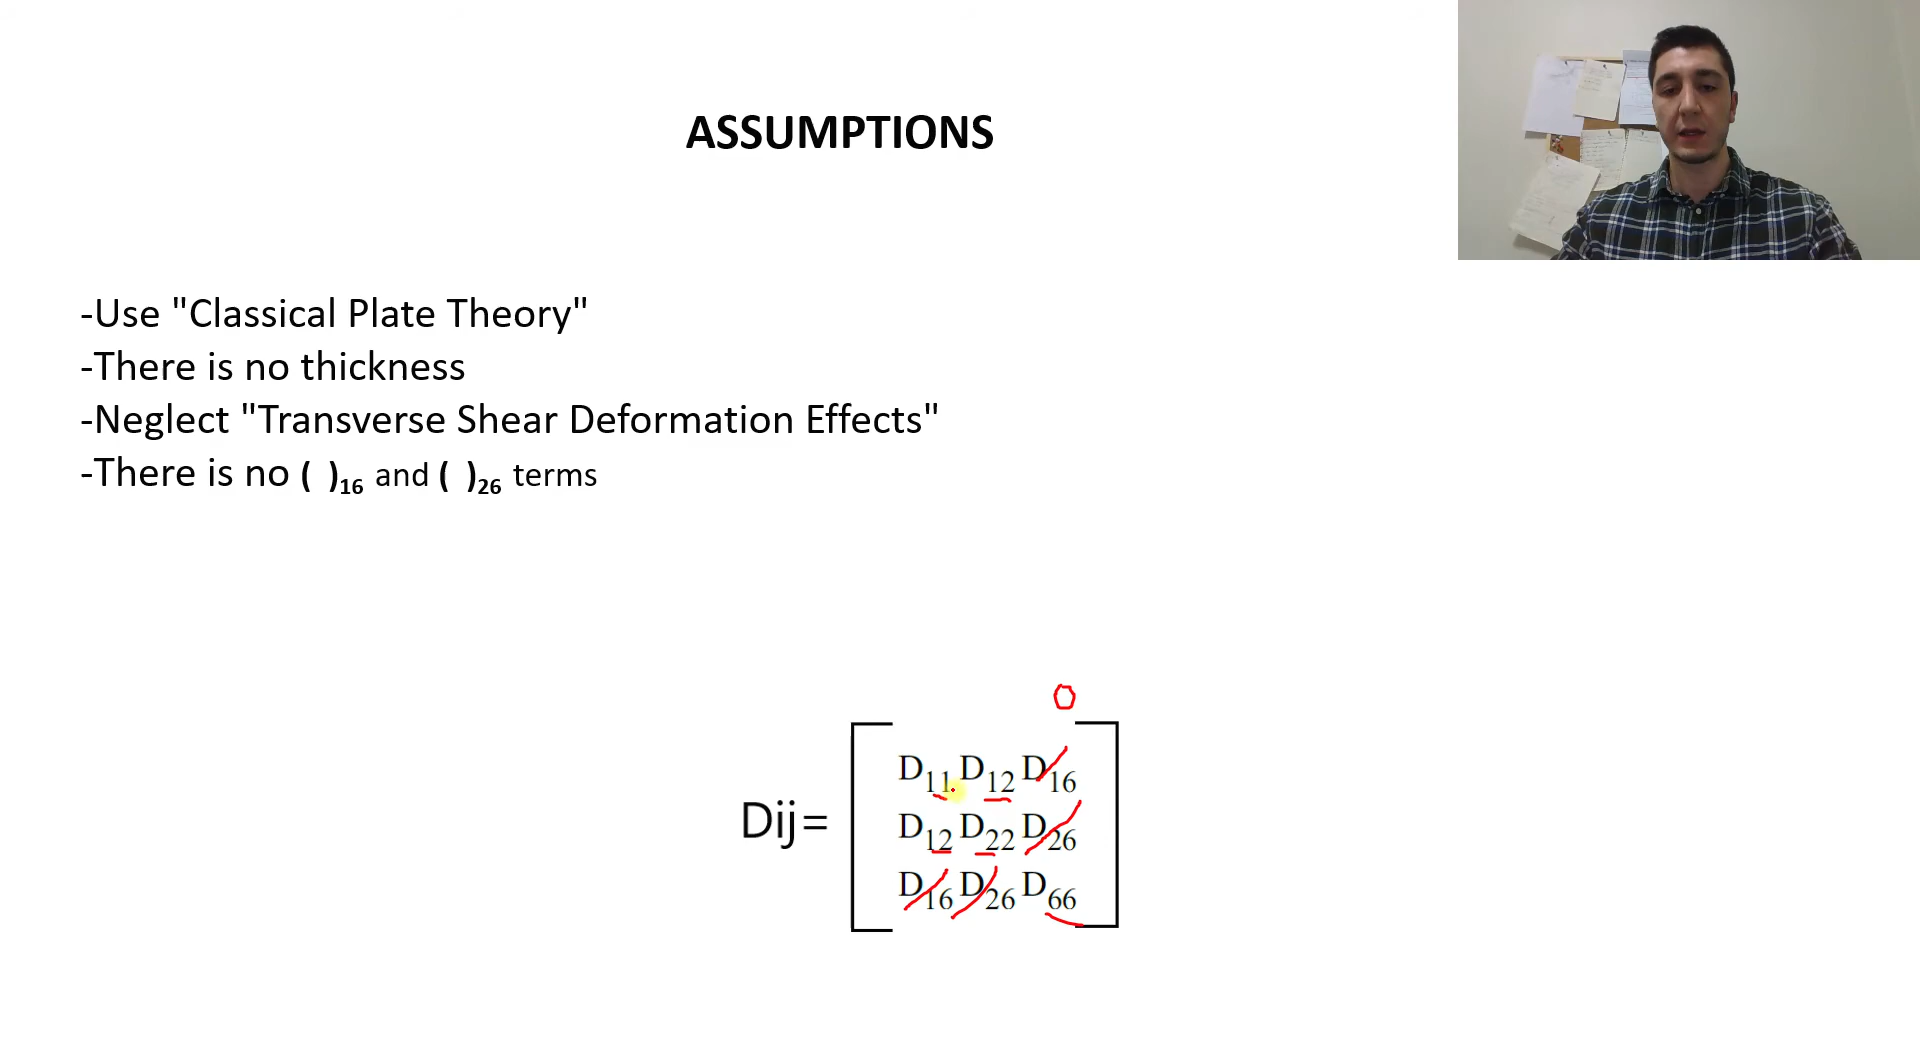 ASSUMPTIONS
-Use "Classical Plate Theory"
-There is no thickness
-Neglect "Transverse Shear Deformation Effects"
-There is no ( )16 and ( )26 terms
0
D11 D12 D16
Dij= D12 D22 D26
D16 D26 D66